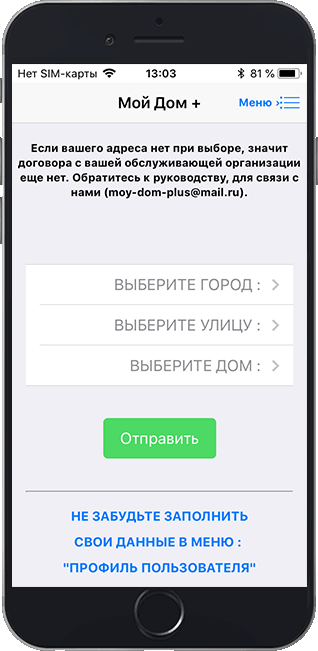 Нет SIM-карты 13:03 81 %
Мой Дом + Меню ›
Если вашего адреса нет при выборе, значит
договора с вашей обслуживающей организации
еще нет. Обратитесь к руководству, для связи с
нами (moy-dom-plus@mail.ru).
ВЫБЕРИТЕ ГОРОД :
ВЫБЕРИТЕ УЛИЦУ :
ВЫБЕРИТЕ ДОМ :
Отправить
НЕ ЗАБУДЬТЕ ЗАПОЛНИТЬ
СВОИ ДАННЫЕ В МЕНЮ :
"ПРОФИЛЬ ПОЛЬЗОВАТЕЛЯ"